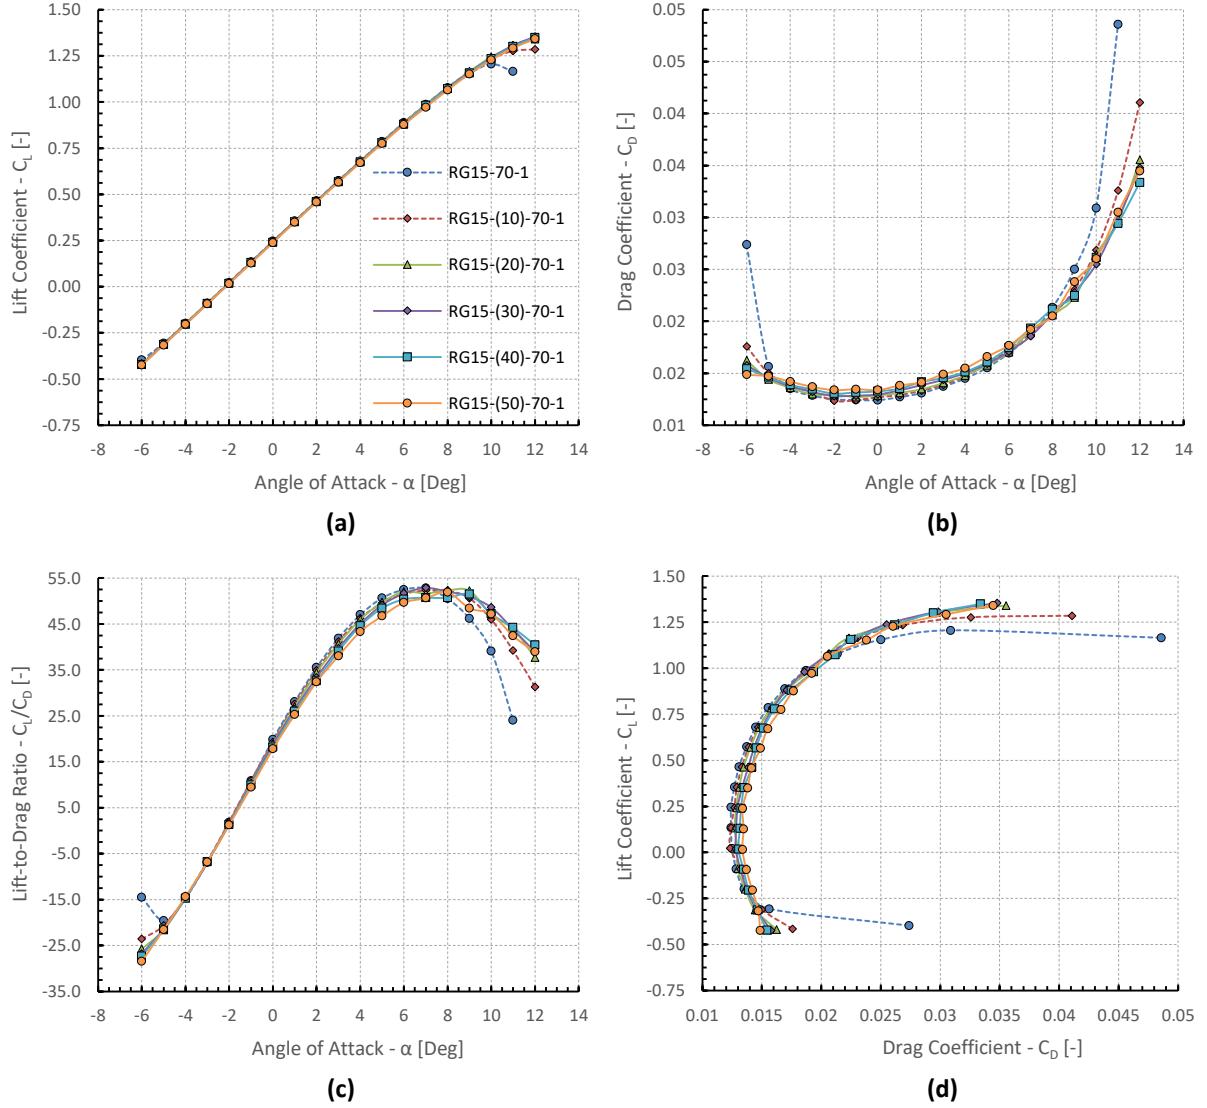 1.50
1.25
1.00
0.75
0.50
0.25
0.00
-0.25
-0.50
-0.75
-8 -6 -4 -2 0 2 4 6 8 10 12 14
Lift Coefficient - CL [-]
Angle of Attack - α [Deg]
RG15-70-1
RG15-(10)-70-1
RG15-(20)-70-1
RG15-(30)-70-1
RG15-(40)-70-1
RG15-(50)-70-1
(a)
0.05
0.05
0.04
0.04
0.03
0.03
0.02
0.02
0.01
-8 -6 -4 -2 0 2 4 6 8 10 12 14
Drag Coefficient - CD [-]
Angle of Attack - α [Deg]
(b)
55.0
45.0
35.0
25.0
15.0
5.0
-5.0
-15.0
-25.0
-35.0
-8 -6 -4 -2 0 2 4 6 8 10 12 14
Lift-to-Drag Ratio - CL/CD [-]
Angle of Attack - α [Deg]
(c)
1.50
1.25
1.00
0.75
0.50
0.25
0.00
-0.25
-0.50
-0.75
0.01 0.015 0.02 0.025 0.03 0.035 0.04 0.045 0.05
Lift Coefficient - CL [-]
Drag Coefficient - CD [-]
(d)